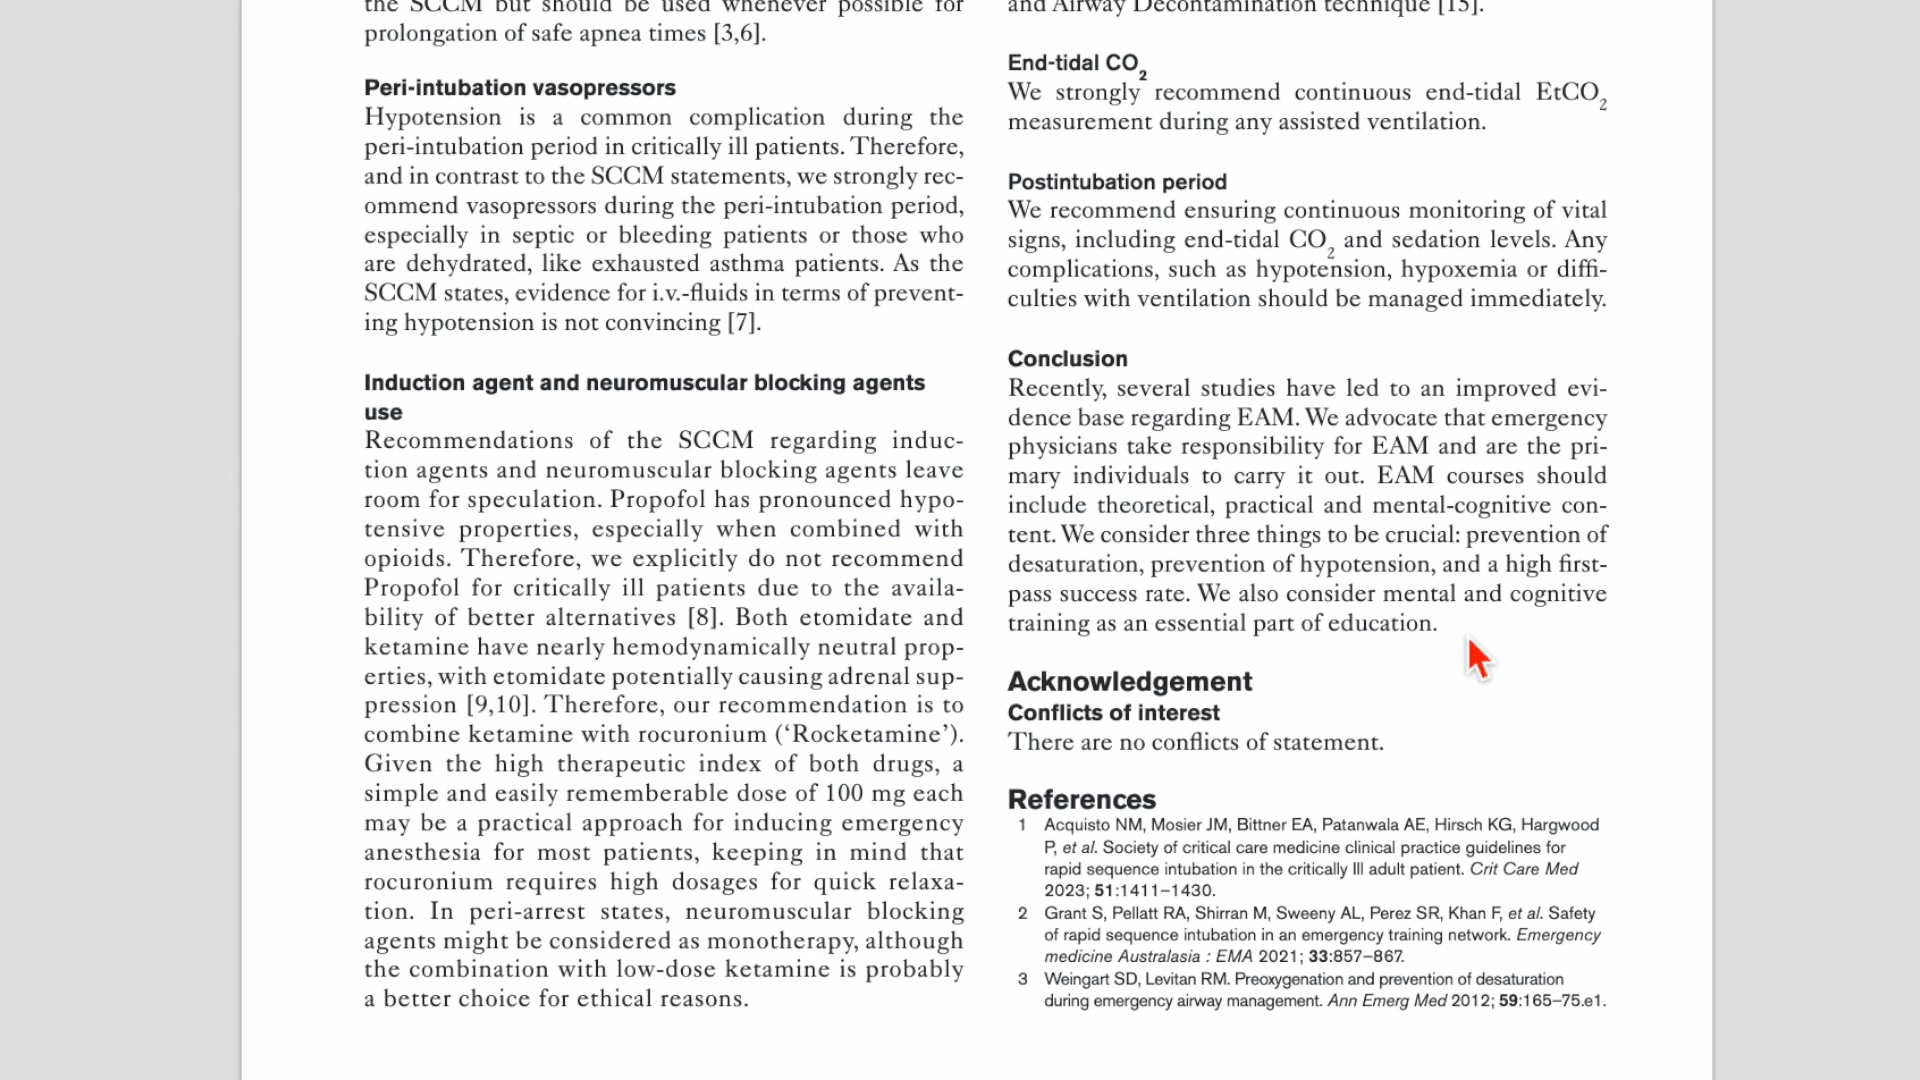 the SCCM but should be used whenever possible for
prolongation of safe apnea times [3,6].
Peri-intubation vasopressors
Hypotension is a common complication during the
peri-intubation period in critically ill patients. Therefore,
and in contrast to the SCCM statements, we strongly rec-
ommend vasopressors during the peri-intubation period,
especially in septic or bleeding patients or those who
are dehydrated, like exhausted asthma patients. As the
SCCM states, evidence for i.v.-fluids in terms of prevent-
ing hypotension is not convincing [7].
Induction agent and neuromuscular blocking agents
use
Recommendations of the SCCM regarding induc-
tion agents and neuromuscular blocking agents leave
room for speculation. Propofol has pronounced hypo-
tensive properties, especially when combined with
opioids. Therefore, we explicitly do not recommend
Propofol for critically ill patients due to the availa-
bility of better alternatives [8]. Both etomidate and
ketamine have nearly hemodynamically neutral prop-
erties, with etomidate potentially causing adrenal sup-
pression [9,10]. Therefore, our recommendation is to
combine ketamine with rocuronium (‘Rocketamine’).
Given the high therapeutic index of both drugs, a
simple and easily rememberable dose of 100 mg each
may be a practical approach for inducing emergency
anesthesia for most patients, keeping in mind that
rocuronium requires high dosages for quick relaxa-
tion. In peri-arrest states, neuromuscular blocking
agents might be considered as monotherapy, although
the combination with low-dose ketamine is probably
a better choice for ethical reasons.
and Airway Decontamination technique [15].
End-tidal CO₂
We strongly recommend continuous end-tidal EtCO₂
measurement during any assisted ventilation.
Postintubation period
We recommend ensuring continuous monitoring of vital
signs, including end-tidal CO₂ and sedation levels. Any
complications, such as hypotension, hypoxemia or diffi-
culties with ventilation should be managed immediately.
Conclusion
Recently, several studies have led to an improved evi-
dence base regarding EAM. We advocate that emergency
physicians take responsibility for EAM and are the pri-
mary individuals to carry it out. EAM courses should
include theoretical, practical and mental-cognitive con-
tent. We consider three things to be crucial: prevention of
desaturation, prevention of hypotension, and a high first-
pass success rate. We also consider mental and cognitive
training as an essential part of education.
Acknowledgement
Conflicts of interest
There are no conflicts of statement.
References
1 Acquisto NM, Mosier JM, Bittner EA, Patanwala AE, Hirsch KG, Hargwood
P, et al. Society of critical care medicine clinical practice guidelines for
rapid sequence intubation in the critically Ill adult patient. Crit Care Med
2023; 51:1411–1430.
2 Grant S, Pellatt RA, Shirran M, Sweeny AL, Perez SR, Khan F, et al. Safety
of rapid sequence intubation in an emergency training network. Emergency
medicine Australasia : EMA 2021; 33:857–867.
3 Weingart SD, Levitan RM. Preoxygenation and prevention of desaturation
during emergency airway management. Ann Emerg Med 2012; 59:165–75.e1.